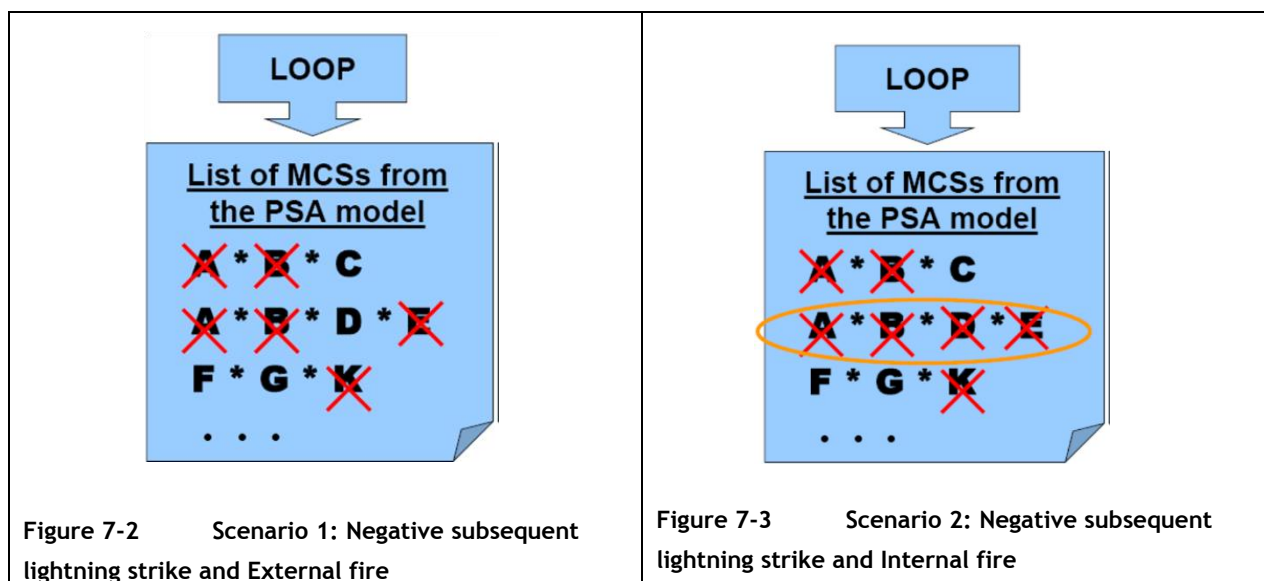 LOOP
List of MCSs from
the PSA model
A * B * C
A * B * D * E
F * G * K
. . .
Figure 7-2 Scenario 1: Negative subsequent
lightning strike and External fire
LOOP
List of MCSs from
the PSA model
A * B * C
A * B * D * E
F * G * K
. . .
Figure 7-3 Scenario 2: Negative subsequent
lightning strike and Internal fire